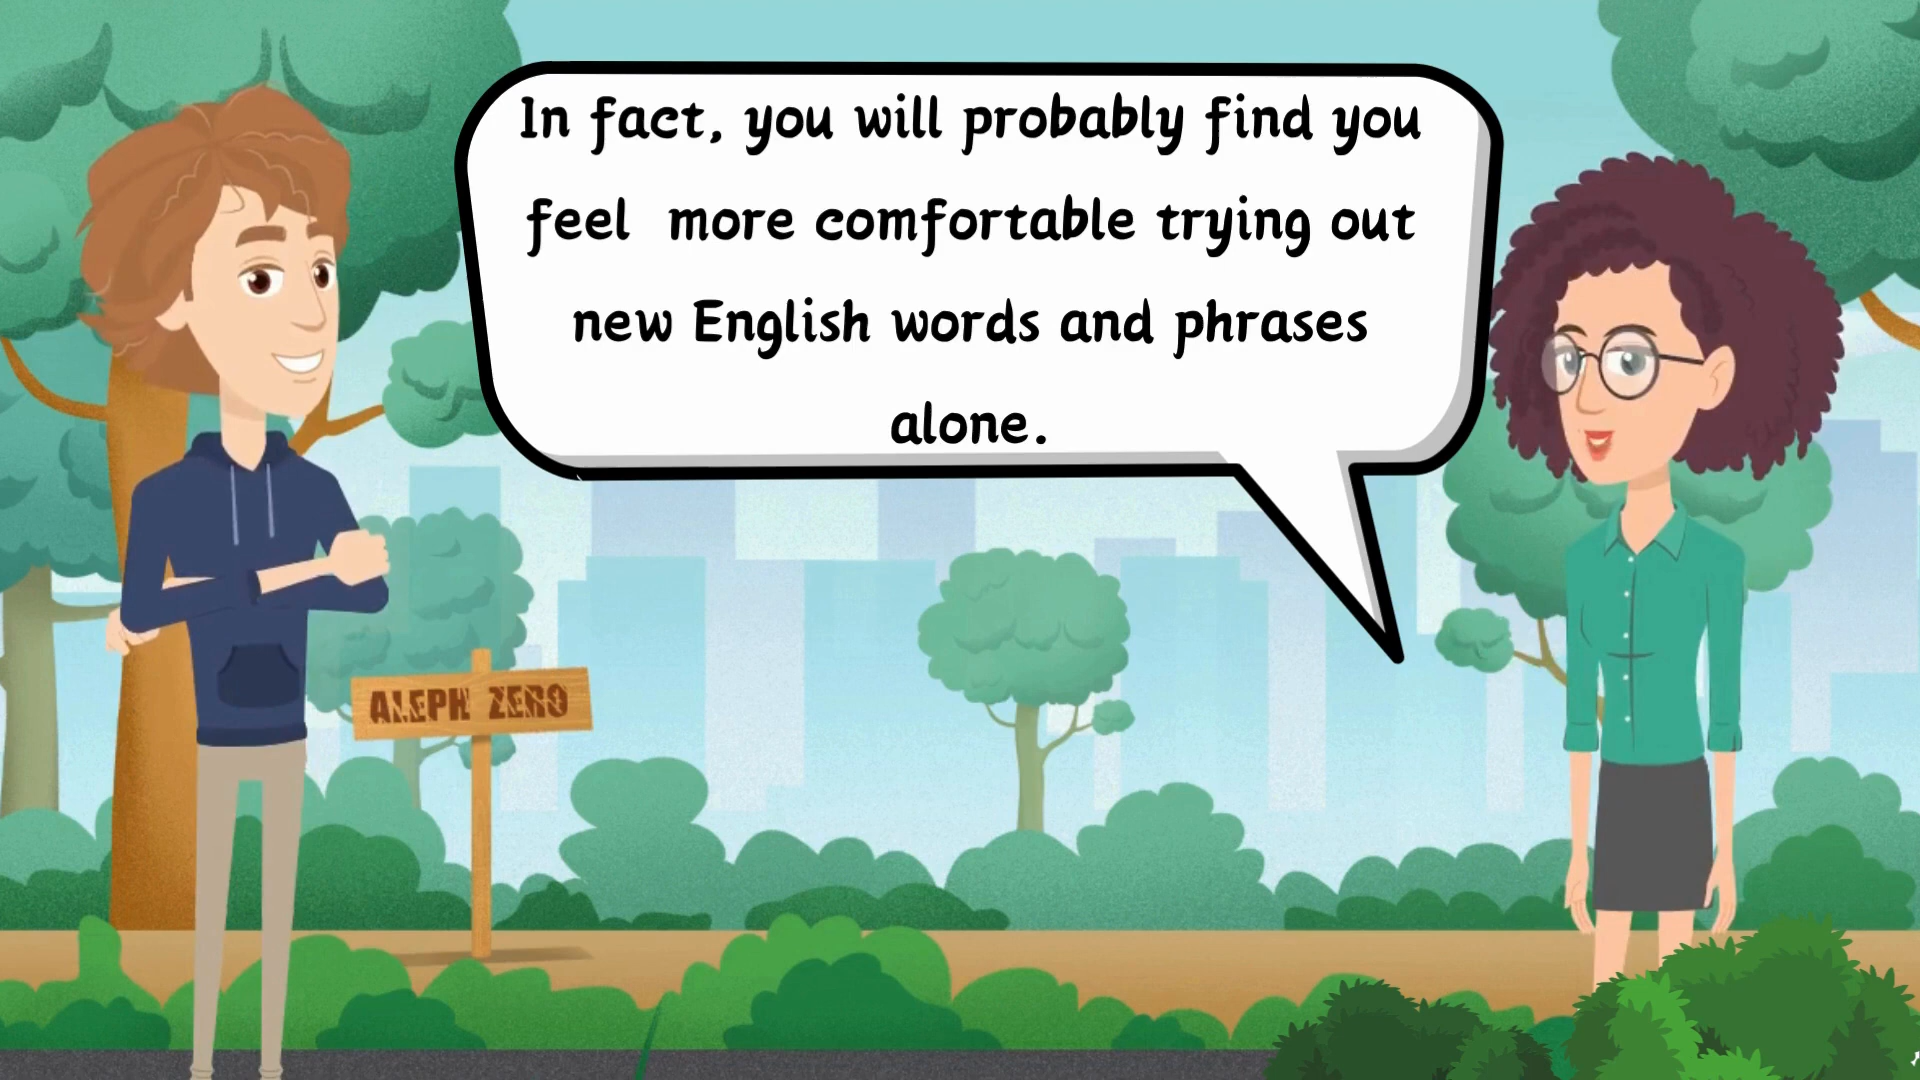 In fact, you will probably find you
feel more comfortable trying out
new English words and phrases
alone.
ALEPH ZERO